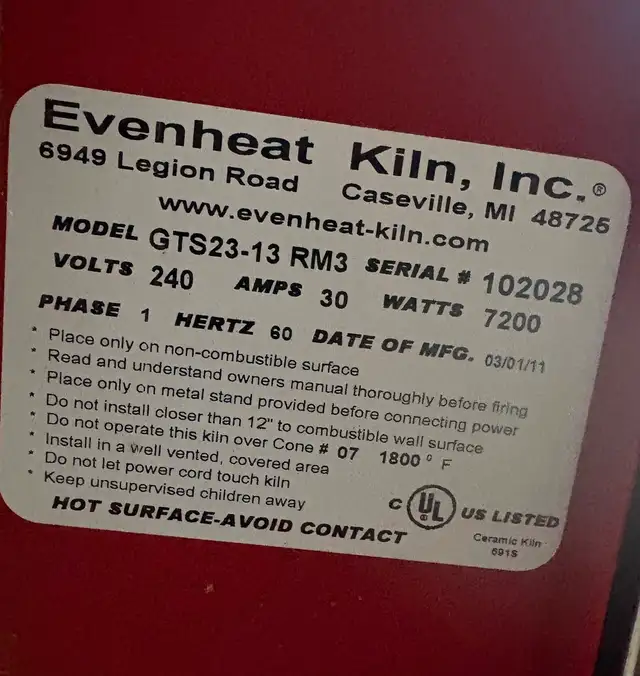 Evenheat Kiln, Inc.®
6949 Legion Road Caseville, MI 48725
www.evenheat-kiln.com
MODEL GTS23-13 RM3 SERIAL # 102028
VOLTS 240 AMPS 30 WATTS 7200
PHASE 1 HERTZ 60 DATE OF MFG. 03/01/11
* Place only on non-combustible surface
* Read and understand owners manual thoroughly before firing
* Place only on metal stand provided before connecting power
* Do not install closer than 12" to combustible wall surface
* Do not operate this kiln over Cone # 07 1800° F
* Install in a well vented, covered area
* Do not let power cord touch kiln
* Keep unsupervised children away
HOT SURFACE-AVOID CONTACT
C UL US LISTED
Ceramic Kiln
691S